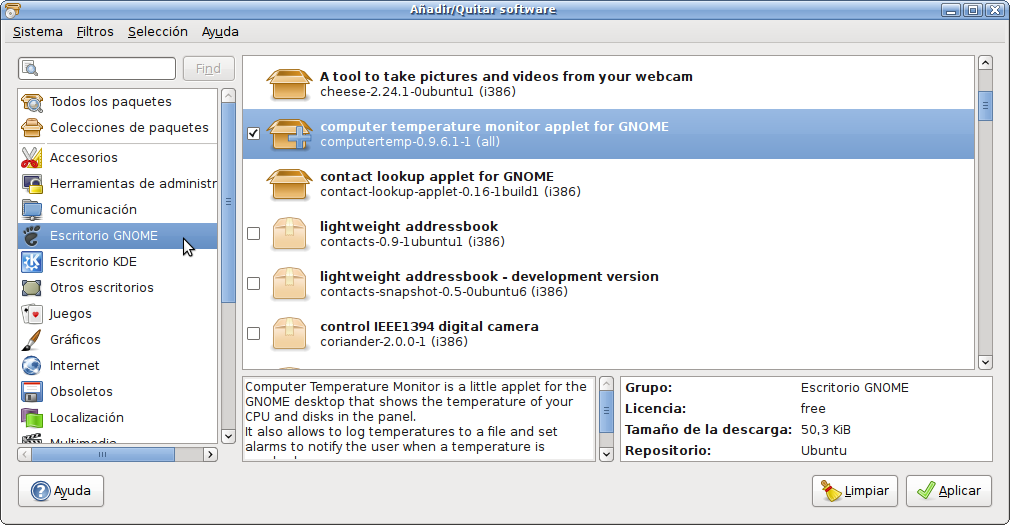 Añadir/Quitar software
Sistema Filtros Selección Ayuda
Find
Todos los paquetes
Colecciones de paquetes
Accesorios
Herramientas de administr
Comunicación
Escritorio GNOME
Escritorio KDE
Otros escritorios
Juegos
Gráficos
Internet
Obsoletos
Localización
Multimedia
A tool to take pictures and videos from your webcam
cheese-2.24.1-0ubuntu1 (i386)
computer temperature monitor applet for GNOME
computertemp-0.9.6.1-1 (all)
contact lookup applet for GNOME
contact-lookup-applet-0.16-1build1 (i386)
lightweight addressbook
contacts-0.9-1ubuntu1 (i386)
lightweight addressbook - development version
contacts-snapshot-0.5-0ubuntu6 (i386)
control IEEE1394 digital camera
coriander-2.0.0-1 (i386)
Computer Temperature Monitor is a little applet for the
GNOME desktop that shows the temperature of your
CPU and disks in the panel.
It also allows to log temperatures to a file and set
alarms to notify the user when a temperature is
Grupo: Escritorio GNOME
Licencia: free
Tamaño de la descarga: 50,3 KiB
Repositorio: Ubuntu
Ayuda
Limpiar
Aplicar